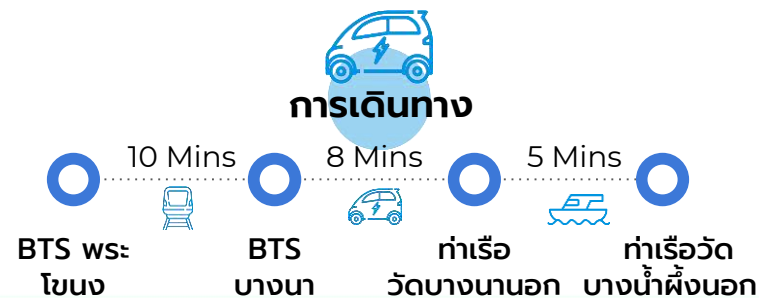 การเดินทาง
10 Mins 8 Mins 5 Mins
BTS พระ BTS ท่าเรือ ท่าเรือวัด
โขนง บางนา วัดบางนานอก บางน้ำผึ้งนอก